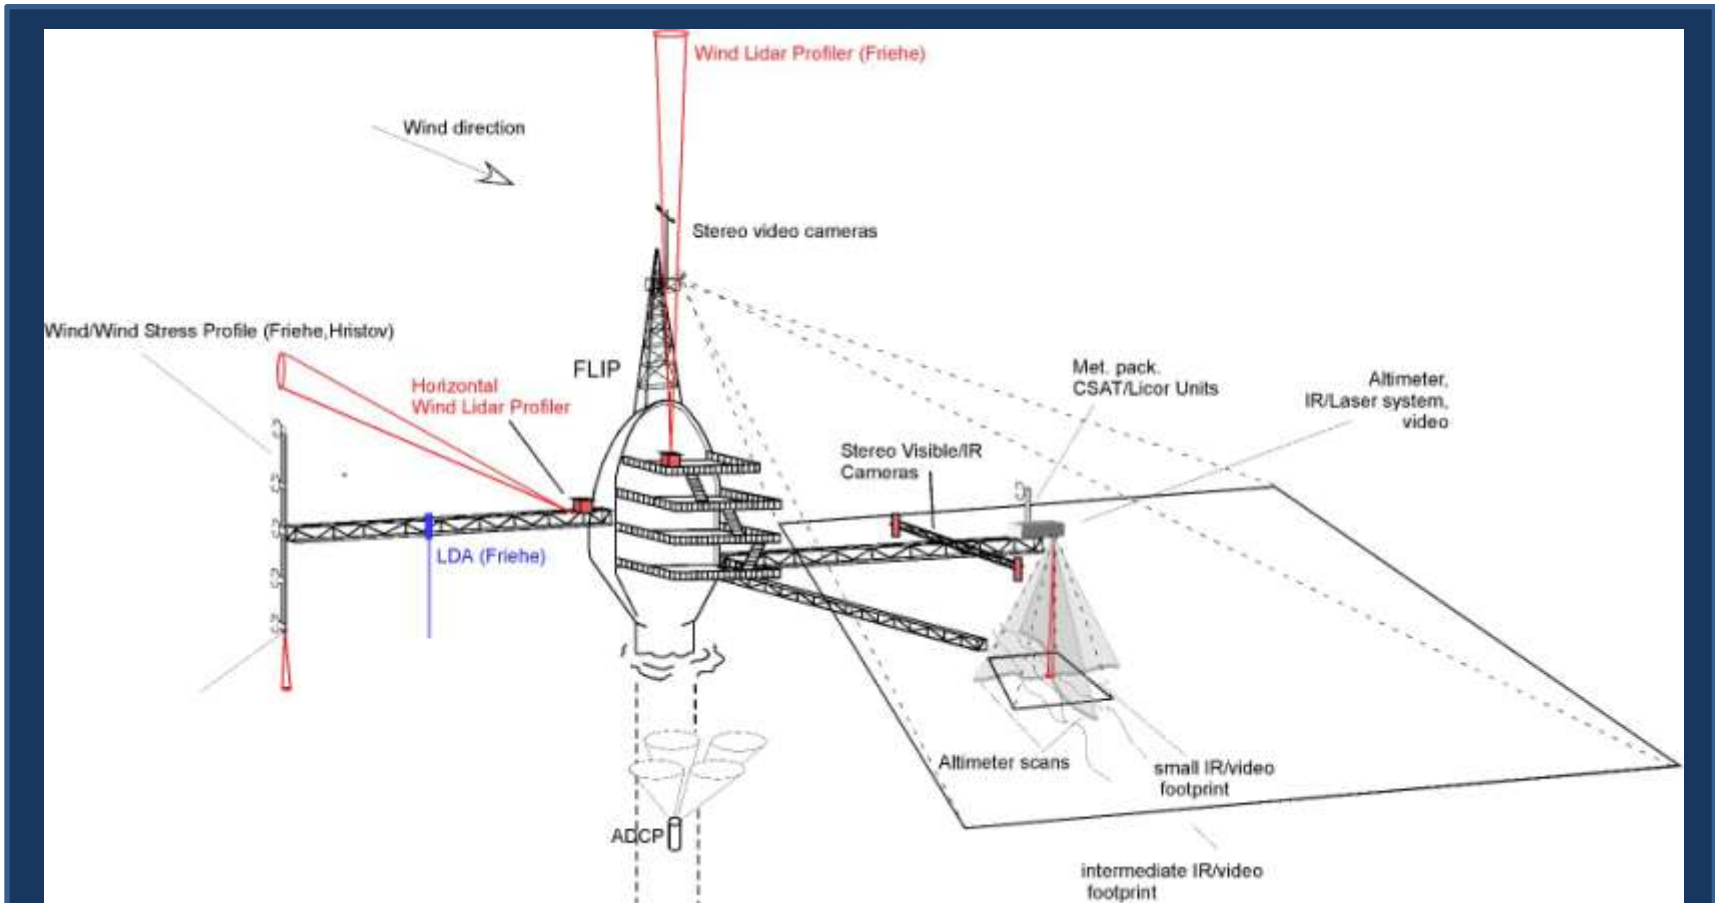 Wind Lidar Profiler (Friehe)
Wind direction
Stereo video cameras
Wind/Wind Stress Profile (Friehe,Hristov)
FLIP
Horizontal
Wind Lidar Profiler
Met. pack.
CSAT/Licor Units
Altimeter,
IR/Laser system,
video
Stereo Visible/IR
Cameras
LDA (Friehe)
Altimeter scans
small IR/video
footprint
ADCP
intermediate IR/video
footprint